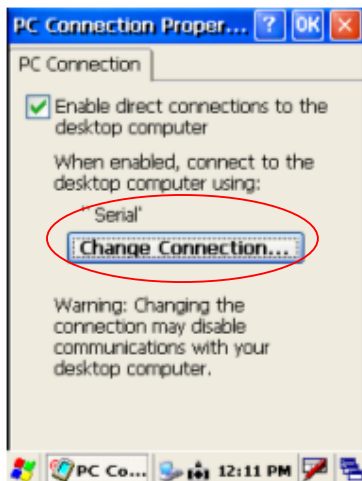 PC Connection Proper... ? OK X
PC Connection
Enable direct connections to the
desktop computer
When enabled, connect to the
desktop computer using:
" Serial'
Change Connection...
Warning: Changing the
connection may disable
communications with your
desktop computer.
PC Co... 12:11 PM